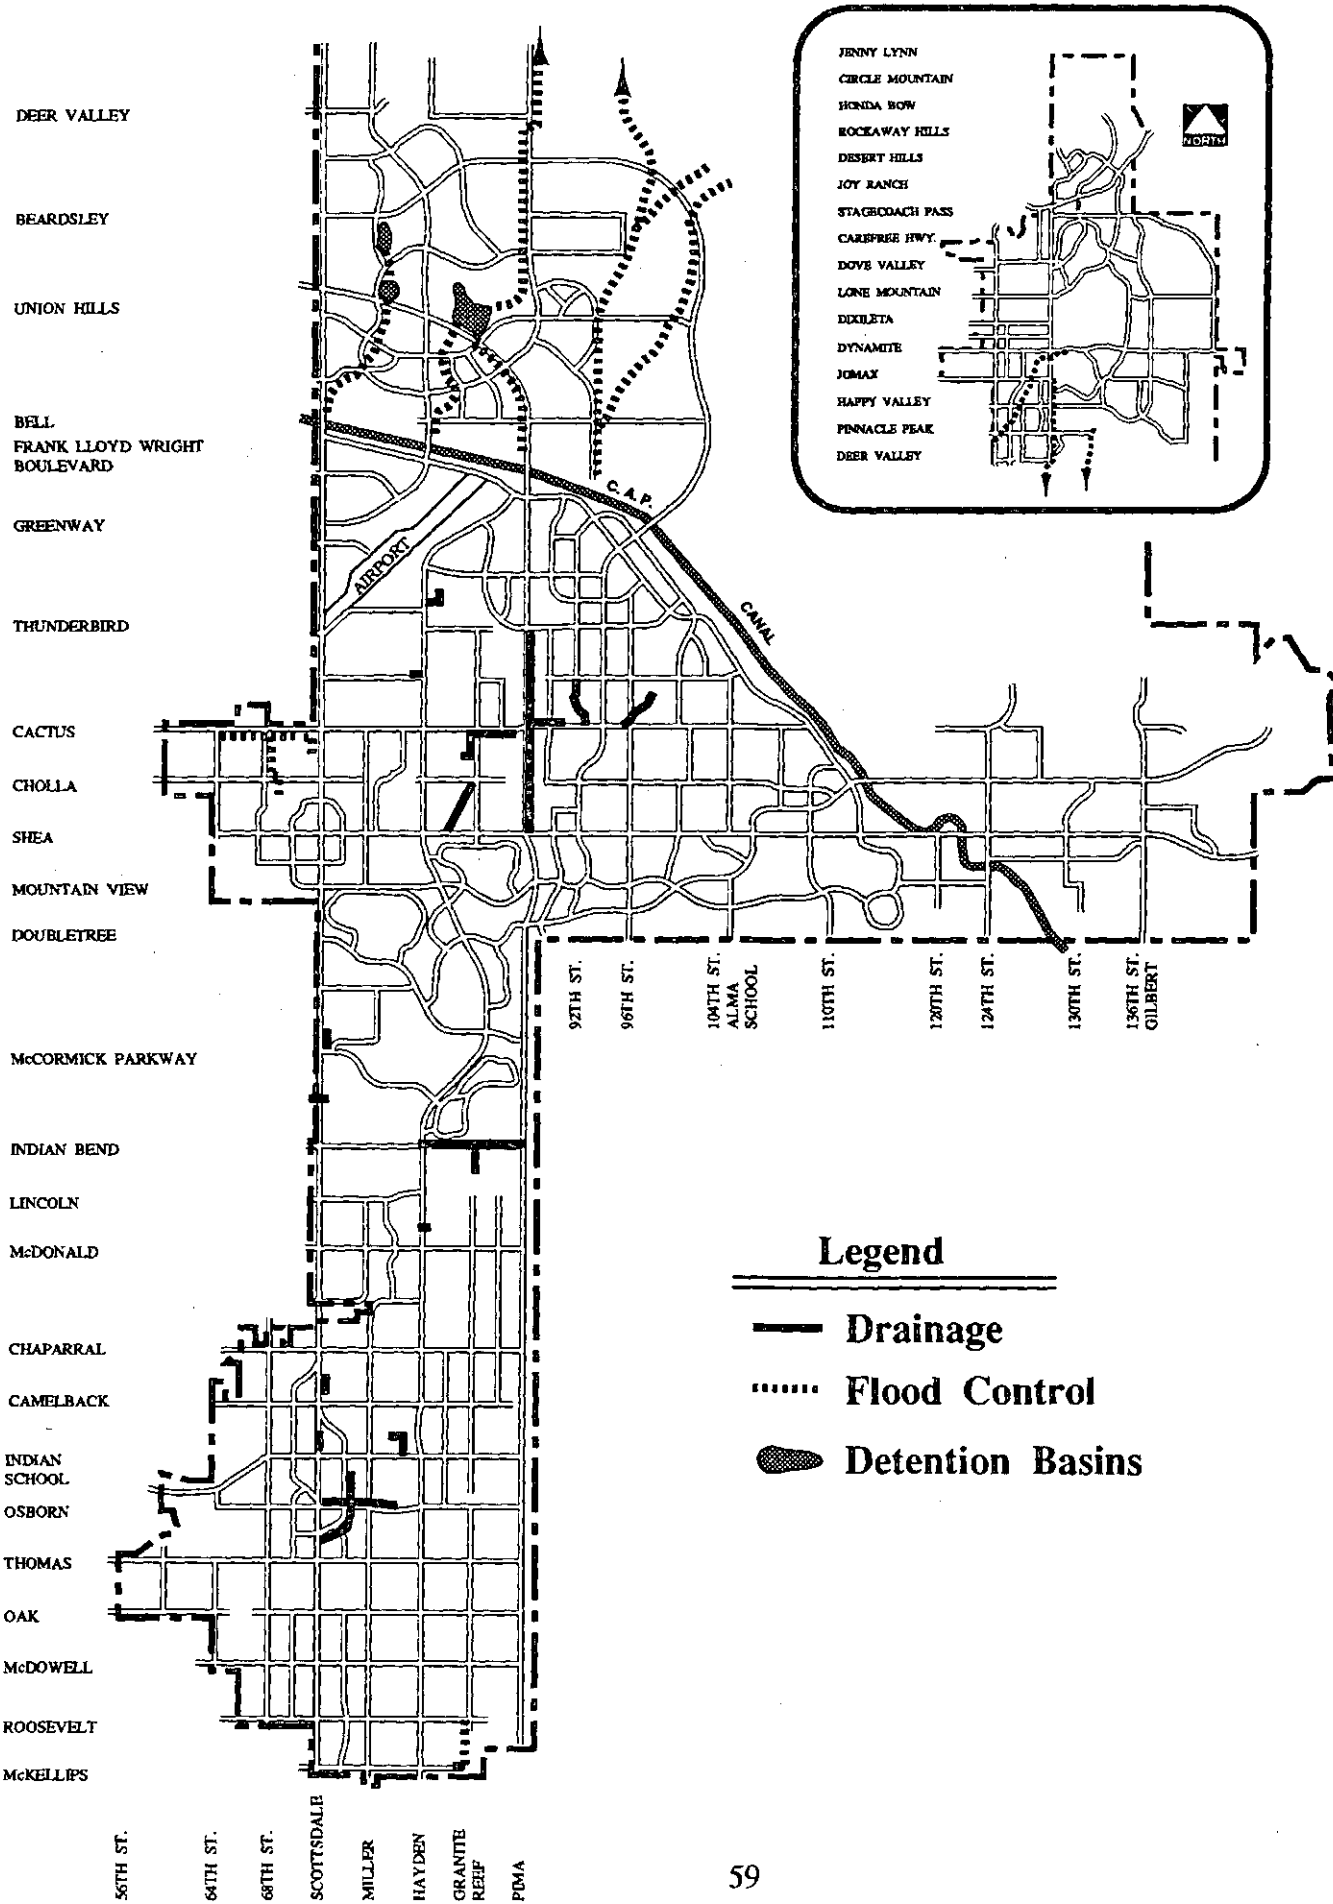 JENNY LYNN
CIRCLE MOUNTAIN
HONDA BOW
ROCKAWAY HILLS
DESERT HILLS
JOY RANCH
STAGECOACH PASS
CAREFREE HWY.
DOVE VALLEY
LONE MOUNTAIN
DIXILETA
DYNAMITE
JOMAX
HAPPY VALLEY
PINNACLE PEAK
DEER VALLEY
NORTH
DEER VALLEY
BEARDSLEY
UNION HILLS
BELL
FRANK LLOYD WRIGHT
BOULEVARD
GREENWAY
THUNDERBIRD
CACTUS
CHOLLA
SHEA
MOUNTAIN VIEW
DOUBLETREE
McCORMICK PARKWAY
INDIAN BEND
LINCOLN
McDONALD
CHAPARRAL
CAMELBACK
INDIAN
SCHOOL
OSBORN
THOMAS
OAK
McDOWELL
ROOSEVELT
McKELLIPS
AIRPORT
C. A. P.
CANAL
92TH ST.
96TH ST.
104TH ST.
ALMA
SCHOOL
110TH ST.
120TH ST.
124TH ST.
130TH ST.
136TH ST.
GILBERT
Legend
Drainage
Flood Control
Detention Basins
56TH ST.
64TH ST.
68TH ST.
SCOTTSDALE
MILLER
HAYDEN
GRANITE
REEF
PIMA
59